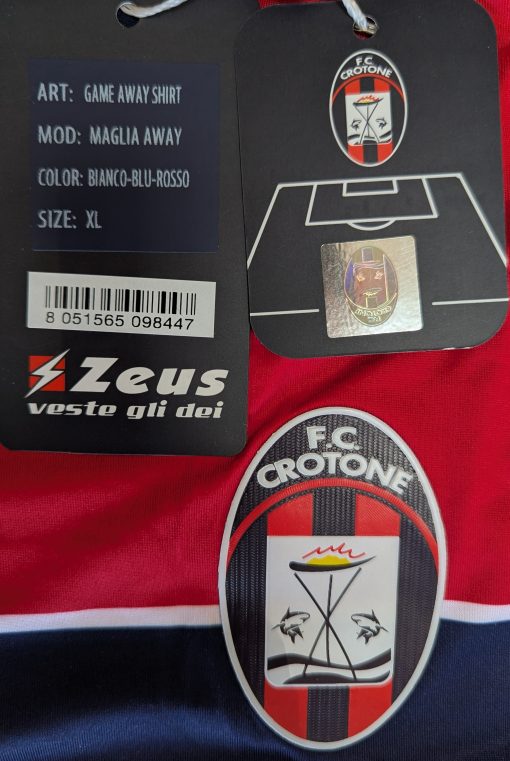 ART: GAME AWAY SHIRT
MOD: MAGLIA AWAY
COLOR: BIANCO-BLU-ROSSO
SIZE: XL
8 051565 098447
Zeus
veste gli dei
F.C.
CROTONE
F.C.
CROTONE